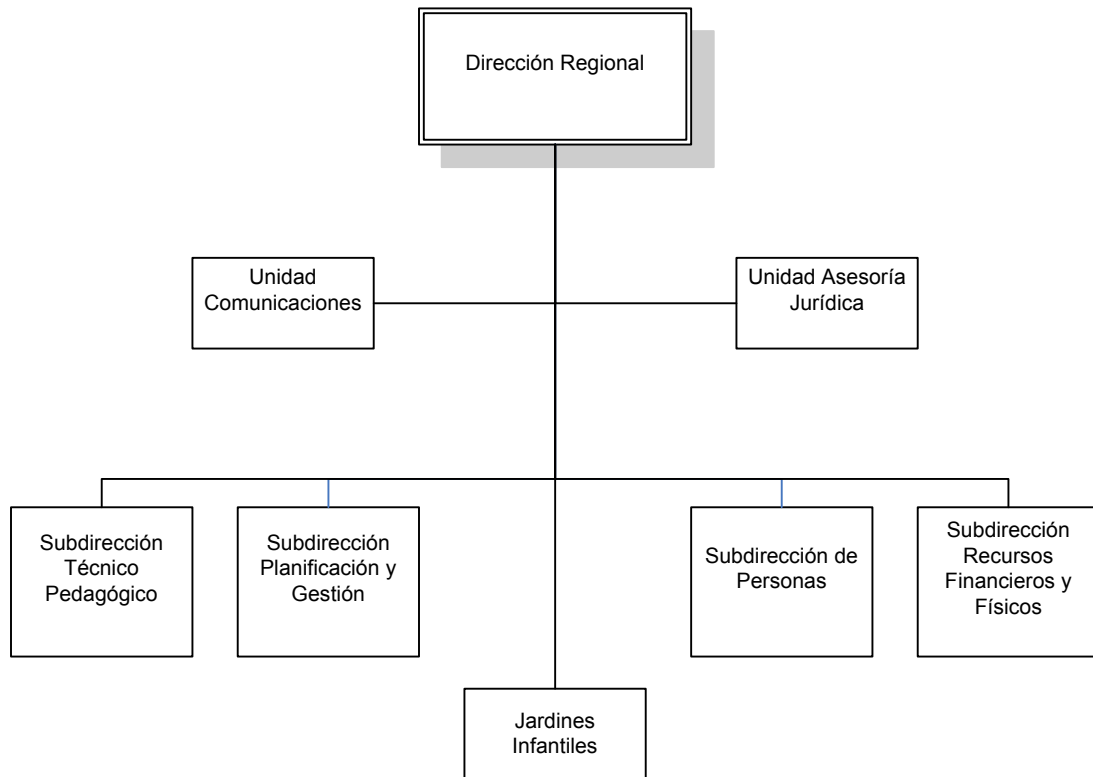 Dirección Regional
Unidad
Comunicaciones
Unidad Asesoría
Jurídica
Subdirección
Técnico
Pedagógico
Subdirección
Planificación y
Gestión
Subdirección de
Personas
Subdirección
Recursos
Financieros y
Físicos
Jardines
Infantiles